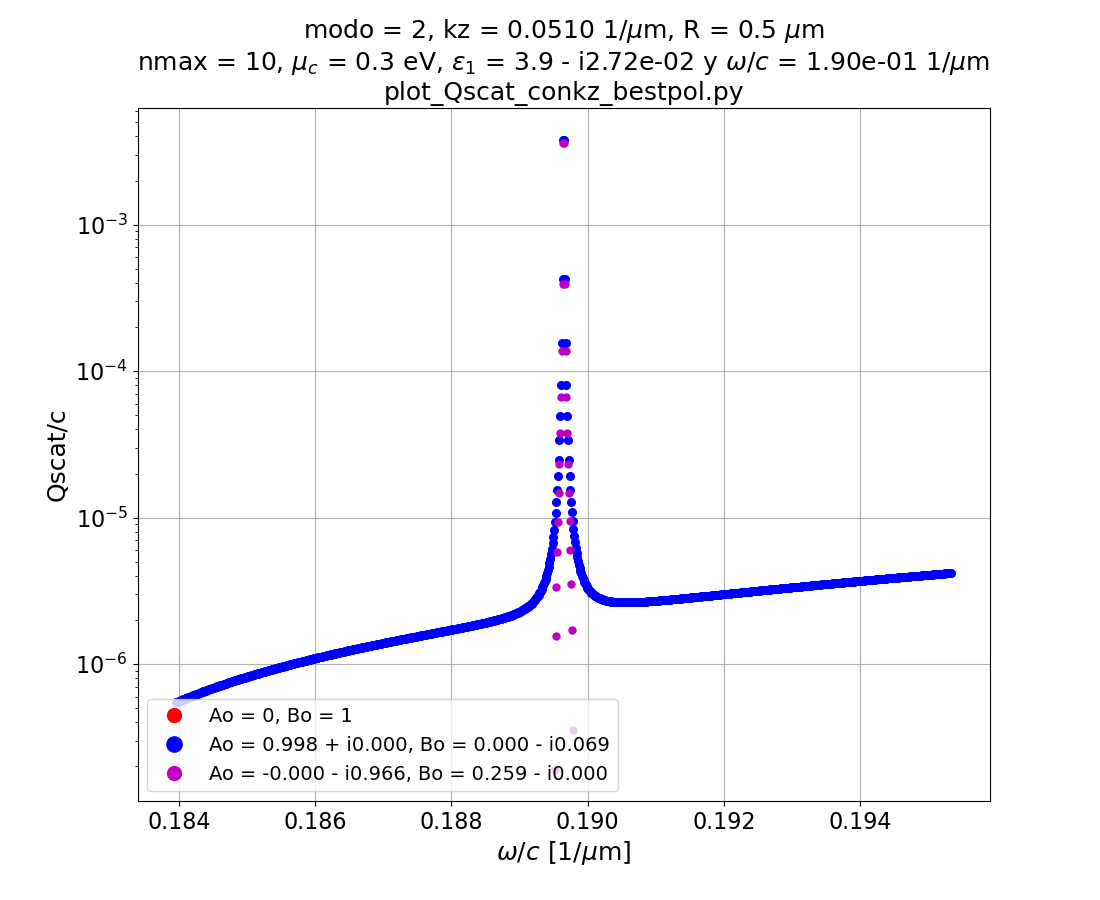 modo = 2, kz = 0.0510 1/μm, R = 0.5 μm
nmax = 10, μc = 0.3 eV, ε1 = 3.9 - i2.72e-02 y ω/c = 1.90e-01 1/μm
plot_Qscat_conkz_bestpol.py
Qscat/c
10−3
10−4
10−5
10−6
Ao = 0, Bo = 1
Ao = 0.998 + i0.000, Bo = 0.000 - i0.069
Ao = -0.000 - i0.966, Bo = 0.259 - i0.000
0.184 0.186 0.188 0.190 0.192 0.194
ω/c [1/μm]